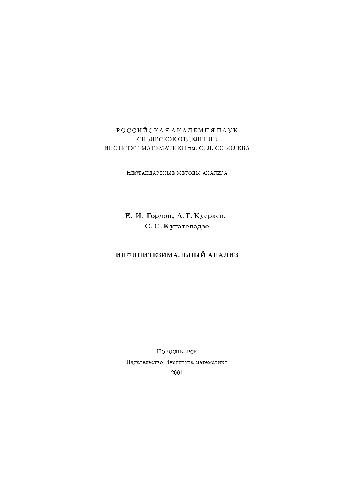 РОССИЙСКАЯ АКАДЕМИЯ НАУК
СИБИРСКОЕ ОТДЕЛЕНИЕ
ИНСТИТУТ МАТЕМАТИКИ им. С. Л. СОБОЛЕВА
НЕСТАНДАРТНЫЕ МЕТОДЫ АНАЛИЗА
Е. И. Гордон, А. Г. Кусраев,
С. С. Кутателадзе
ИНФИНИТЕЗИМАЛЬНЫЙ АНАЛИЗ
Новосибирск
Издательство Института математики
2001